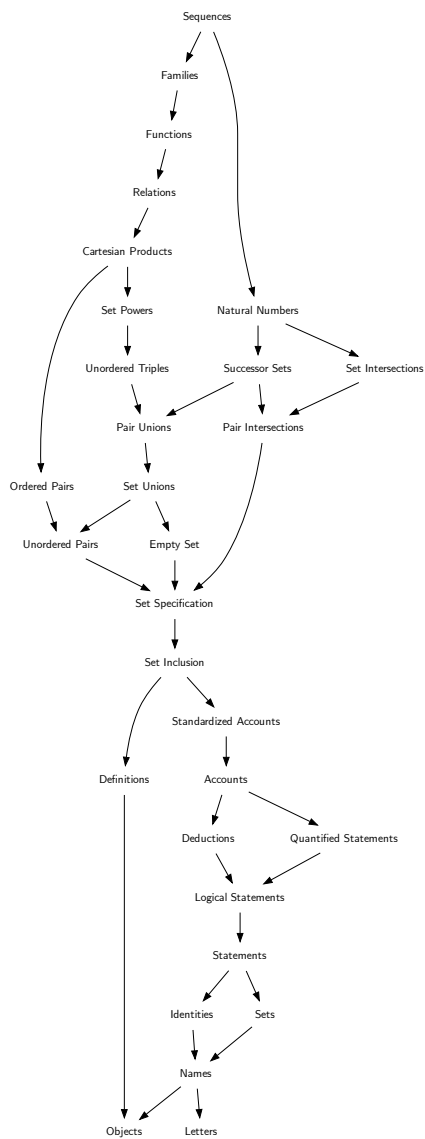 Sequences
Families
Functions
Relations
Cartesian Products
Set Powers
Natural Numbers
Unordered Triples
Successor Sets
Set Intersections
Pair Unions
Pair Intersections
Ordered Pairs
Set Unions
Unordered Pairs
Empty Set
Set Specification
Set Inclusion
Standardized Accounts
Definitions
Accounts
Deductions
Quantified Statements
Logical Statements
Statements
Identities
Sets
Names
Objects
Letters